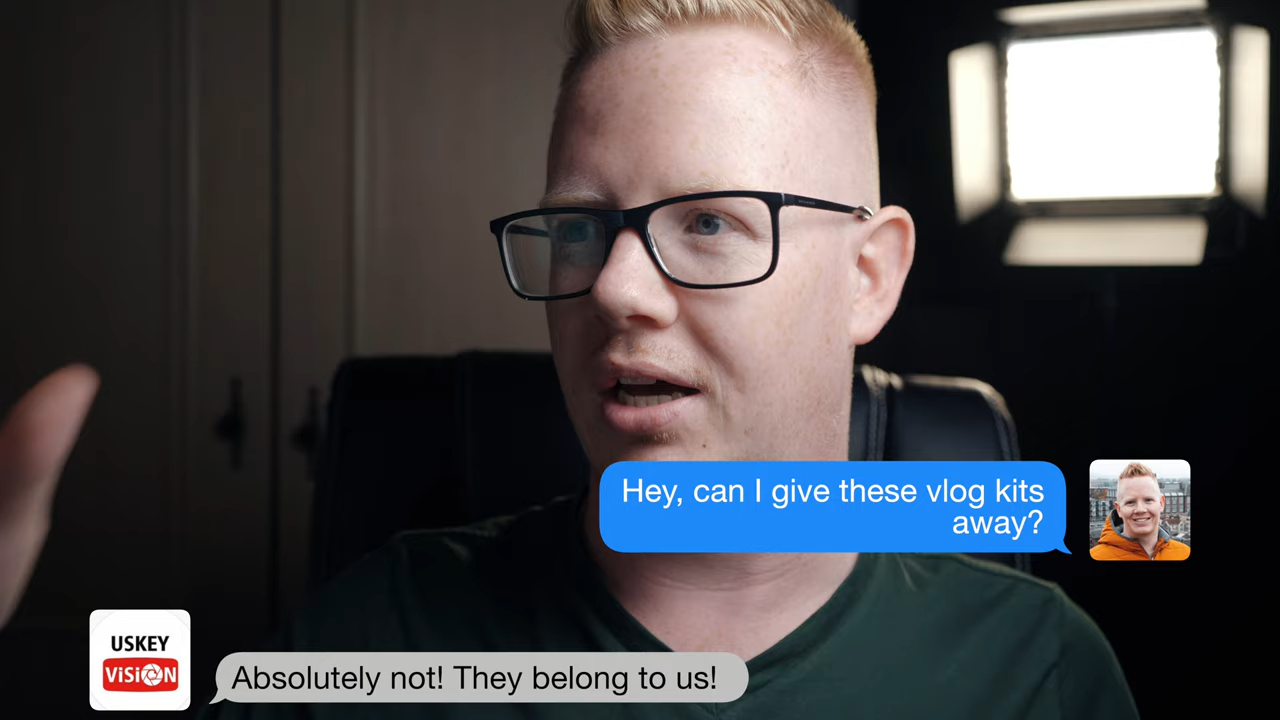 Hey, can I give these vlog kits
away?
USKEY
ViSiON
Absolutely not! They belong to us!